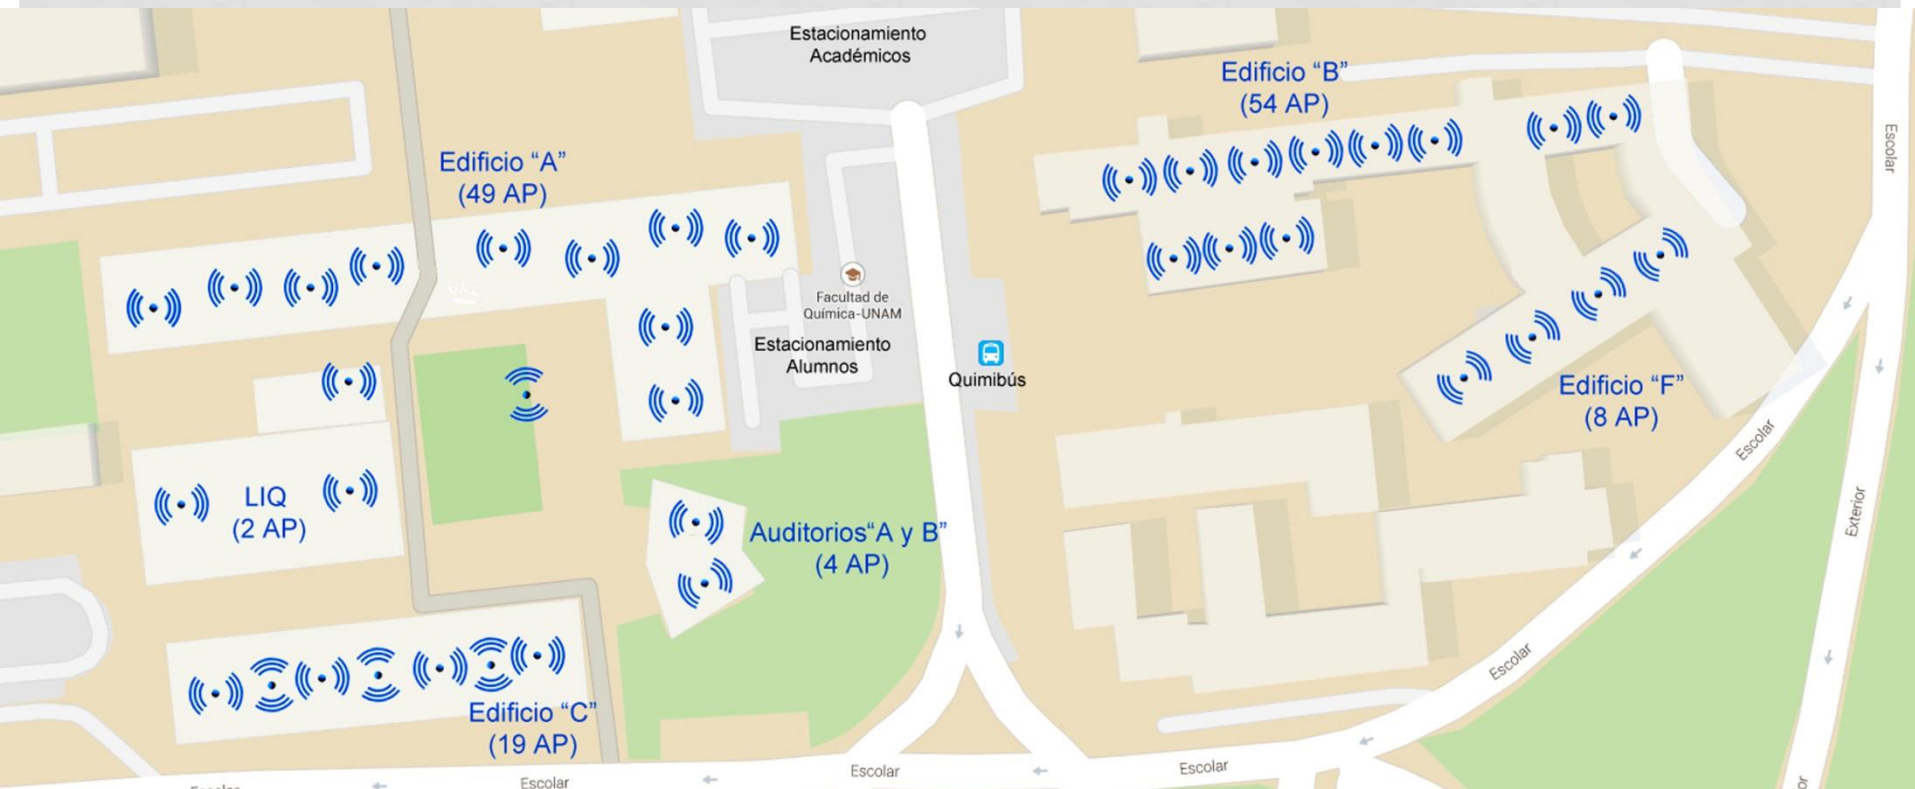 Estacionamiento
Académicos
Edificio “B”
(54 AP)
Edificio “A”
(49 AP)
Escolar
Facultad de
Química-UNAM
Estacionamiento
Alumnos
Quimibús
Edificio “F”
(8 AP)
Escolar
LIQ
(2 AP)
Auditorios“A y B”
(4 AP)
Exterior
Escolar
Edificio “C”
(19 AP)
Escolar
Escolar
Escolar